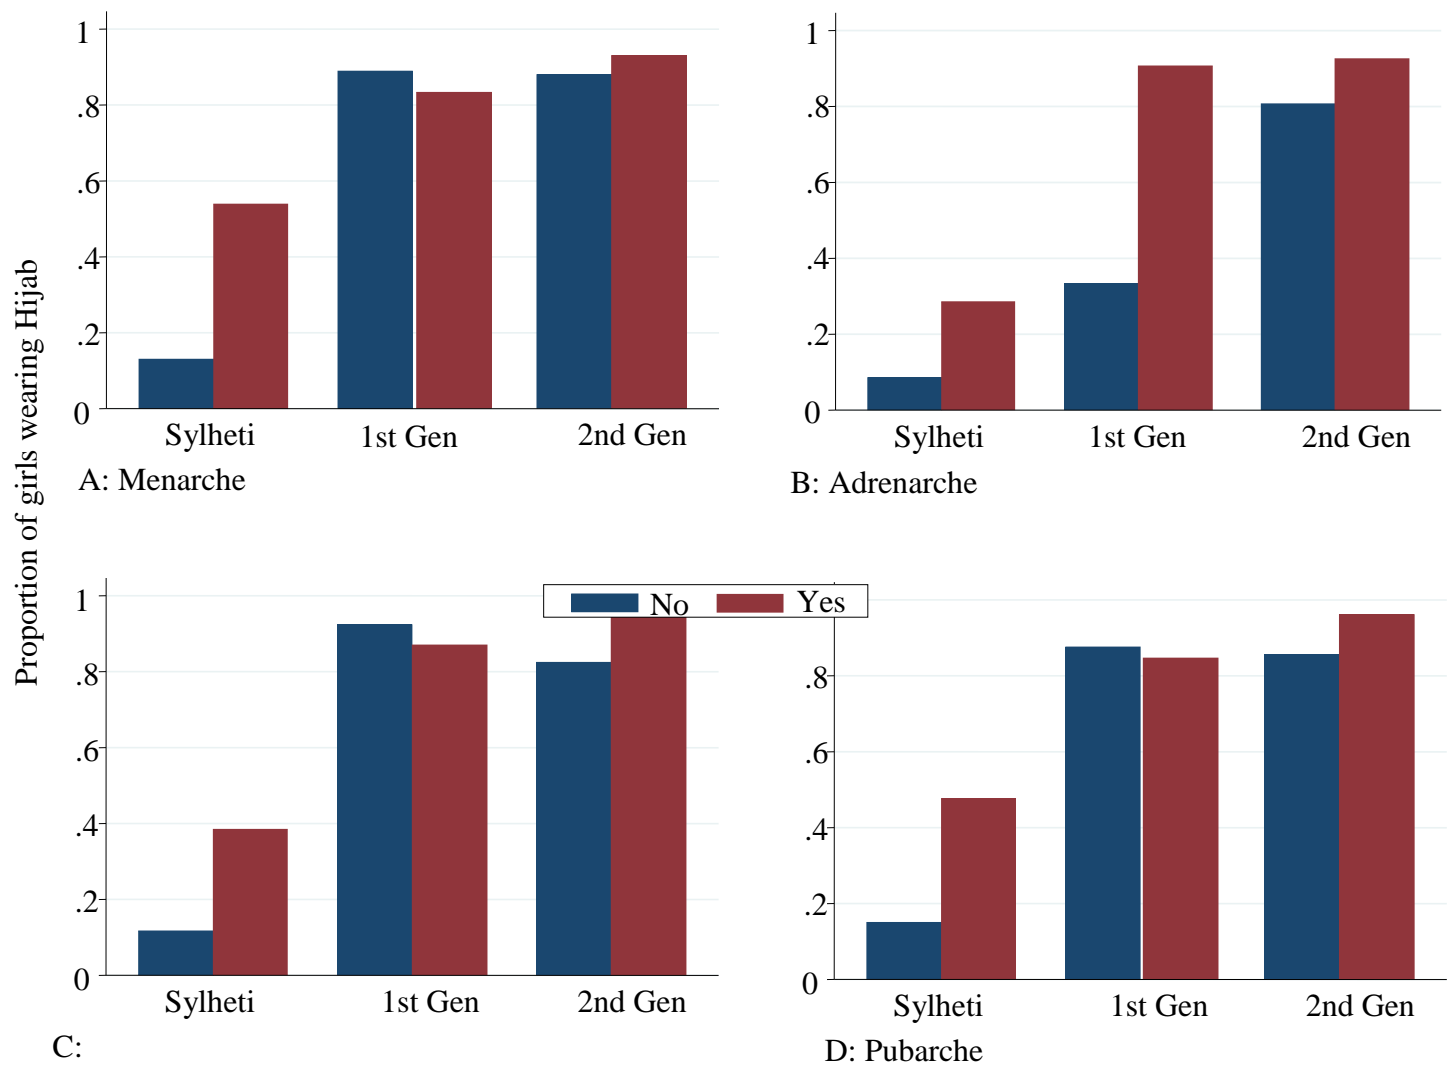 Proportion of girls wearing Hijab
1
.8
.6
.4
.2
0
Sylheti 1st Gen 2nd Gen
A: Menarche
1
.8
.6
.4
.2
0
Sylheti 1st Gen 2nd Gen
B: Adrenarche
No Yes
1
.8
.6
.4
.2
0
Sylheti 1st Gen 2nd Gen
C:
.8
.6
.4
.2
0
Sylheti 1st Gen 2nd Gen
D: Pubarche